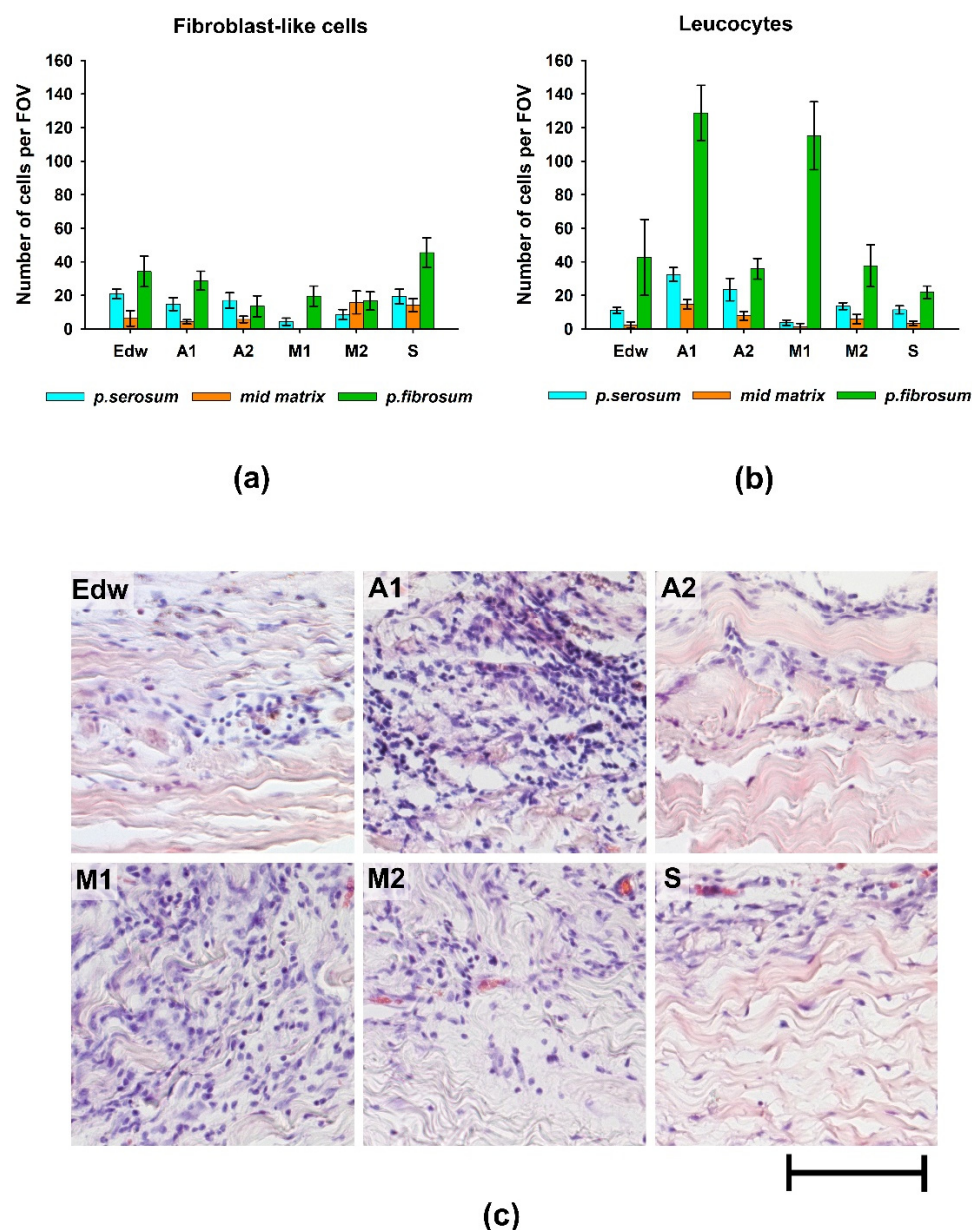 Fibroblast-like cells
Number of cells per FOV
160
140
120
100
80
60
40
20
0
Edw A1 A2 M1 M2 S
p.serosum mid matrix p.fibrosum
(a)
Leucocytes
Number of cells per FOV
160
140
120
100
80
60
40
20
0
Edw A1 A2 M1 M2 S
p.serosum mid matrix p.fibrosum
(b)
Edw A1 A2
M1 M2 S
(c)